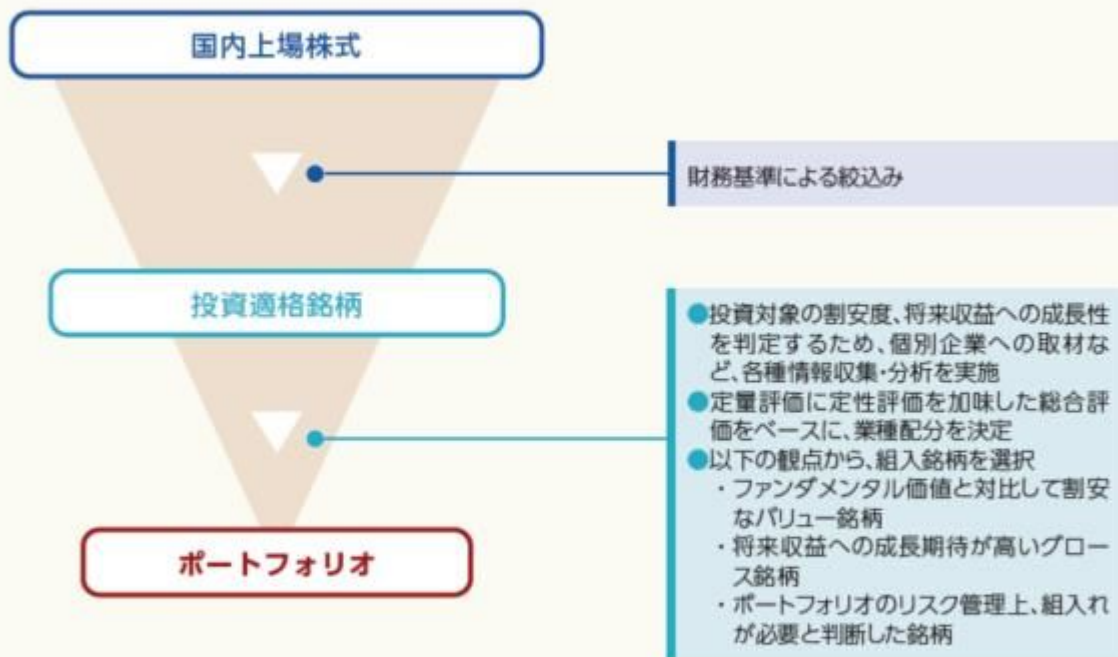 国内上場株式
財務基準による絞込み
投資適格銘柄
●投資対象の割安度、将来収益への成長性
を判定するため、個別企業への取材な
ど、各種情報収集・分析を実施
●定量評価に定性評価を加味した総合評
価をベースに、業種配分を決定
●以下の観点から、組入銘柄を選択
・ファンダメンタル価値と対比して割安
なバリュー銘柄
・将来収益への成長期待が高いグロー
ス銘柄
・ポートフォリオのリスク管理上、組入れ
が必要と判断した銘柄
ポートフォリオ